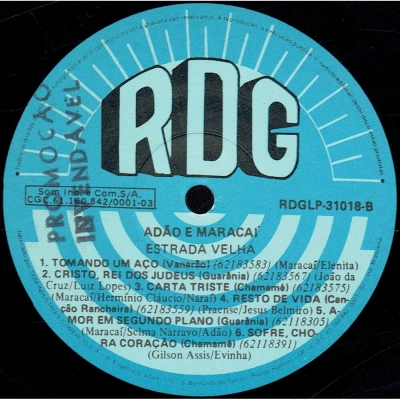 RDG
PROMOÇÃO
INVENDÁVEL
Som Ind. e Com. S/A.
CGC 61.160.842/0001-03
RDGLP-31018-B
ADÃO E MARACAÍ
ESTRADA VELHA
1. TOMANDO UM AÇO (Vanerão) (62183583) (Maracaí/Elenita)
2. CRISTO, REI DOS JUDEUS (Guarânia) (62183567) (João da
Cruz/Luiz Lopes) 3. CARTA TRISTE (Chamamé) (62183575)
(Maracaí/Hermínio Cláucio/Naraí) 4. RESTO DE VIDA (Can-
ção Rancheira) (62183559) (Praense/Jesus Belmiro) 5. A-
MOR EM SEGUNDO PLANO (Guarânia) (62118305)
(Maracaí/Selma Narravo/Adão) 6. SOFRE, CHO-
RA CORAÇÃO (Chamamé) (62118391)
(Gilson Assis/Evinha)